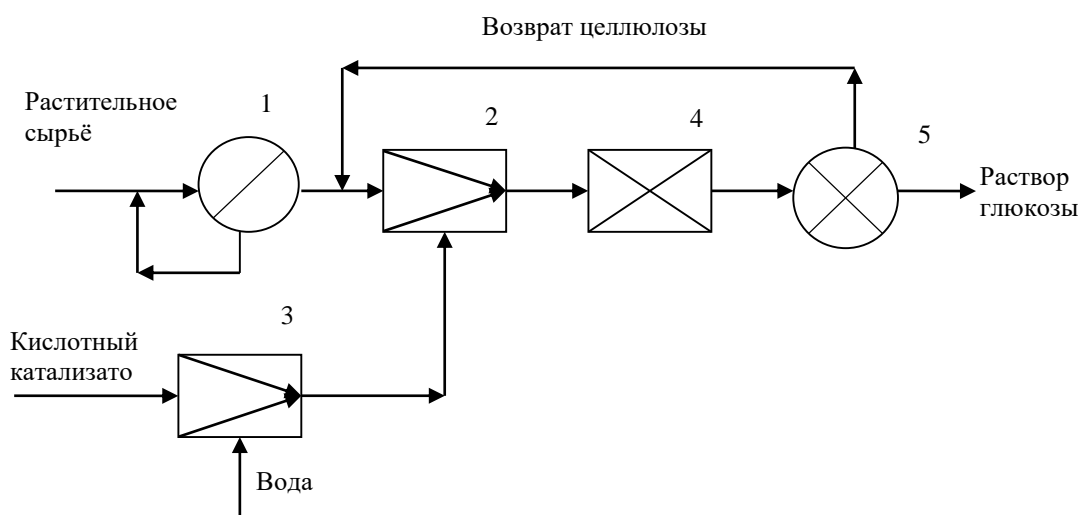 Возврат целлюлозы
Растительное
сырьё
1
2
4
5
Раствор
глюкозы
3
Кислотный
катализато
Вода